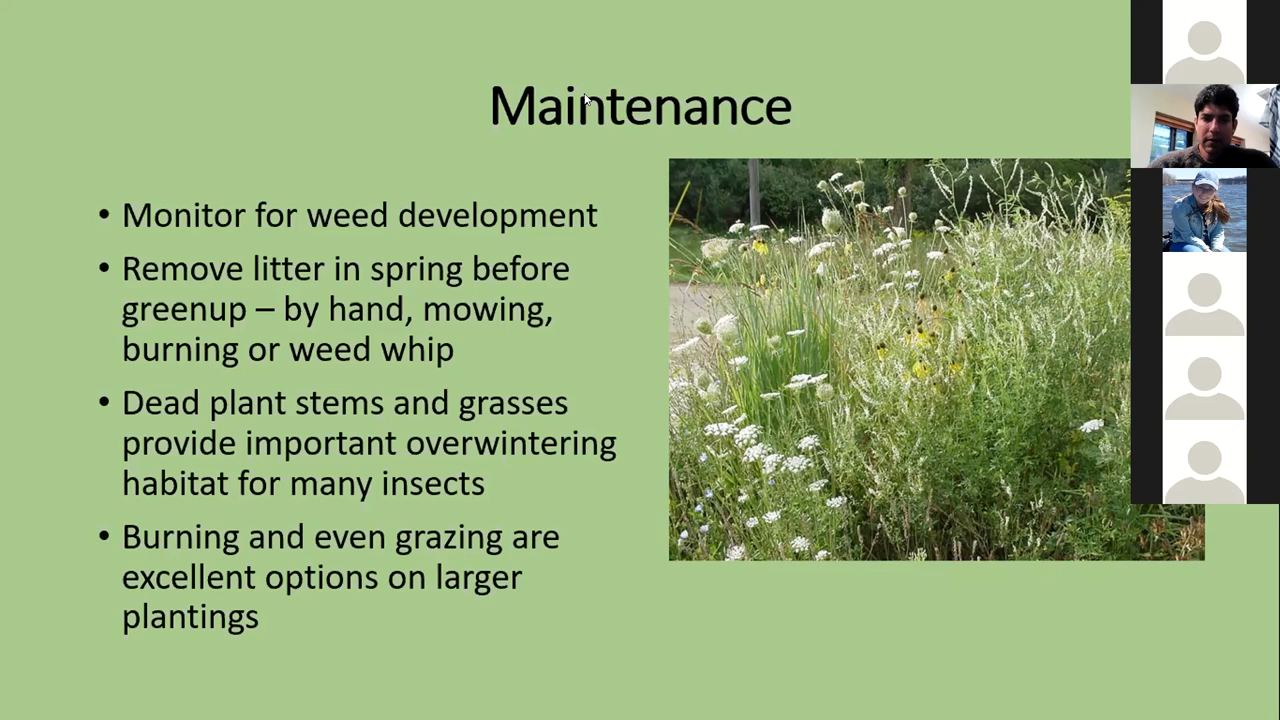 Maintenance
• Monitor for weed development
• Remove litter in spring before
greenup – by hand, mowing,
burning or weed whip
• Dead plant stems and grasses
provide important overwintering
habitat for many insects
• Burning and even grazing are
excellent options on larger
plantings